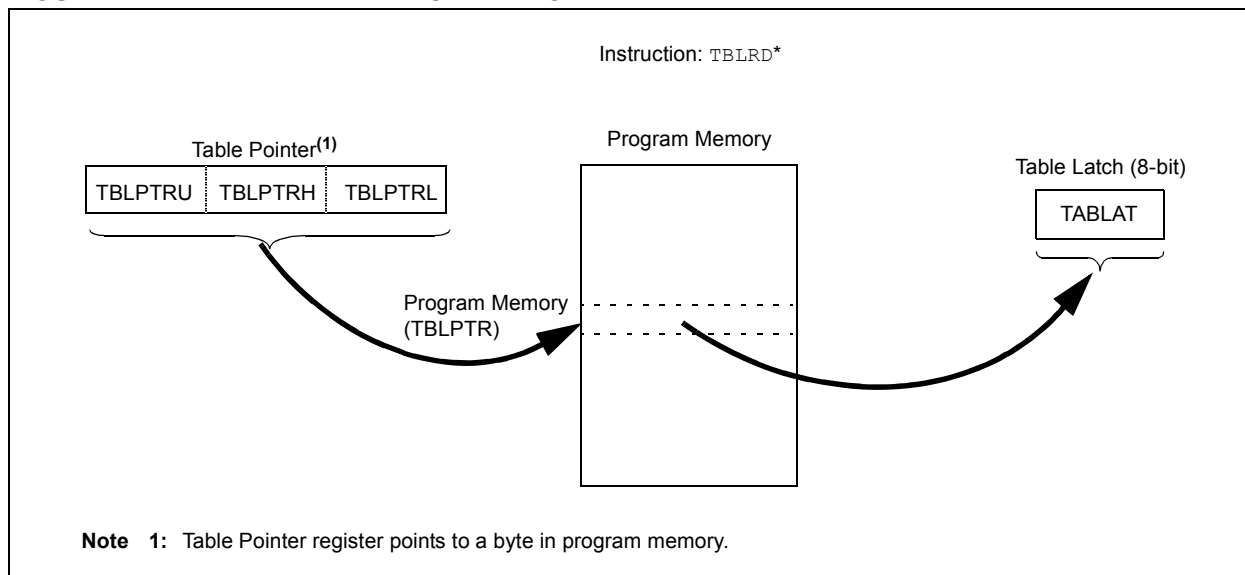 Instruction: TBLRD*
Table Pointer(1)
Program Memory
Table Latch (8-bit)
TBLPTRU TBLPTRH TBLPTRL
TABLAT
Program Memory
(TBLPTR)
Note 1: Table Pointer register points to a byte in program memory.